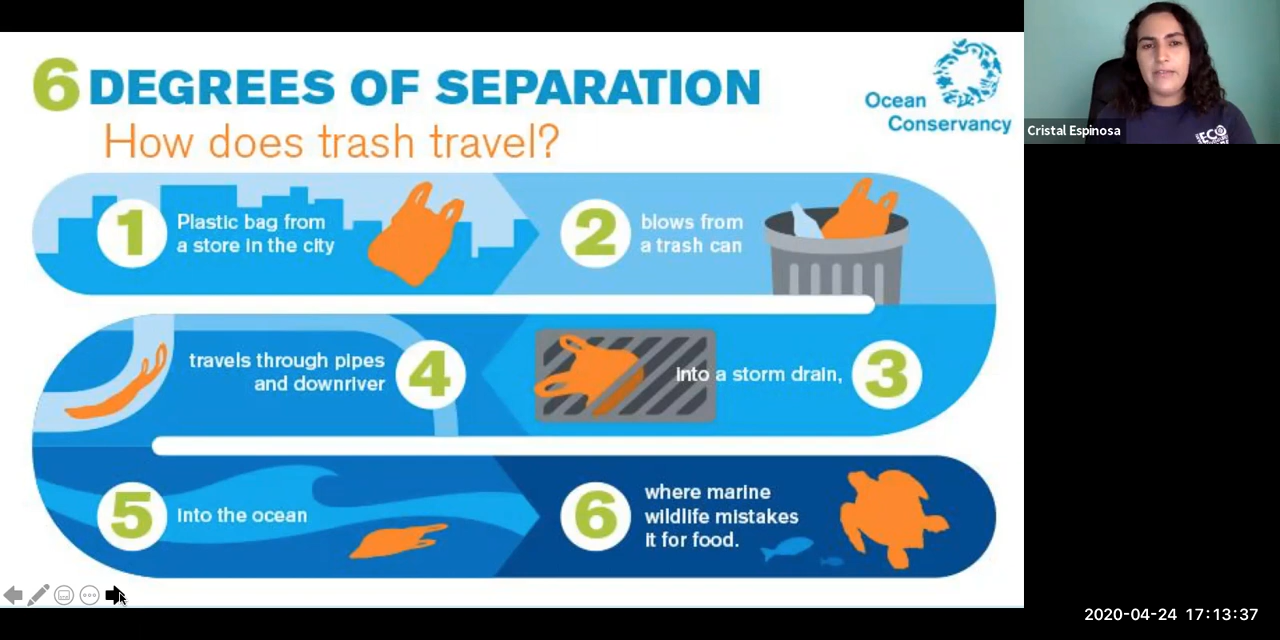 6 DEGREES OF SEPARATION
How does trash travel?
Ocean
Conservancy
Cristal Espinosa
ECO
1
Plastic bag from
a store in the city
2
blows from
a trash can
3
into a storm drain,
4
travels through pipes
and downriver
5
into the ocean
6
where marine
wildlife mistakes
it for food.
2020-04-24 17:13:37